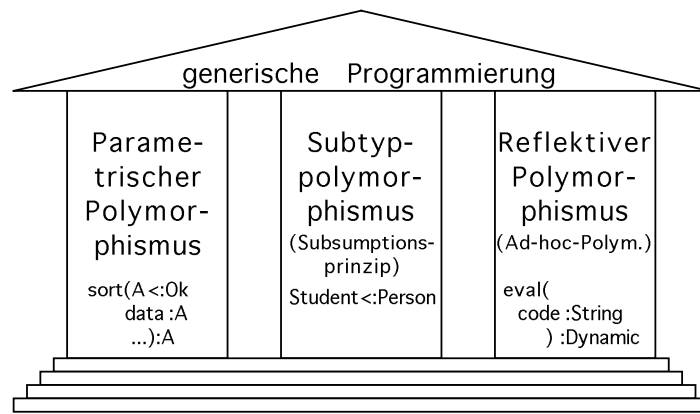 generische Programmierung
Parame-
trischer
Polymor-
phismus
sort(A <:Ok
data :A
...):A
Subtyp-
polymor-
phismus
(Subsumptions-
prinzip)
Student<:Person
Reflektiver
Polymor-
phismus
(Ad-hoc-Polym.)
eval(
code :String
) :Dynamic